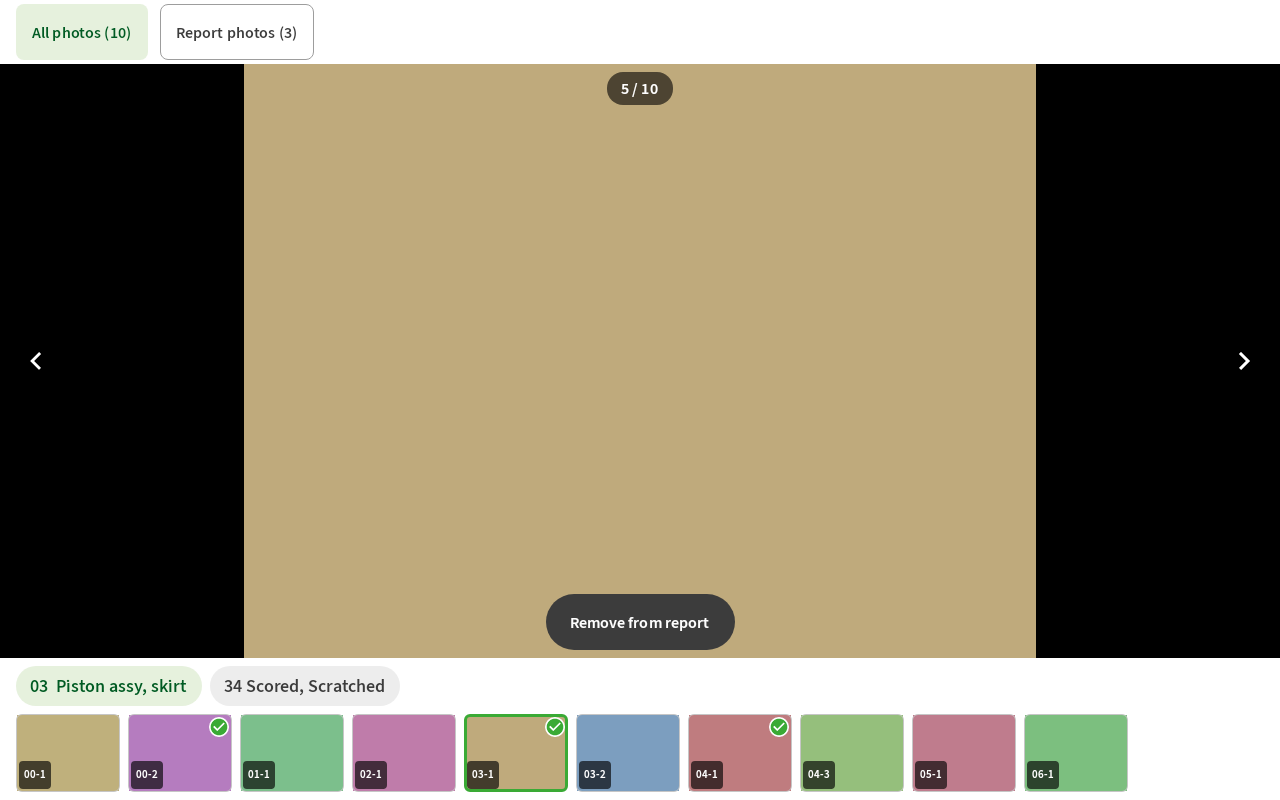 All photos (10)
Report photos (3)
5 / 10
Remove from report
03 Piston assy, skirt
34 Scored, Scratched
00-1
00-2
01-1
02-1
03-1
03-2
04-1
04-3
05-1
06-1